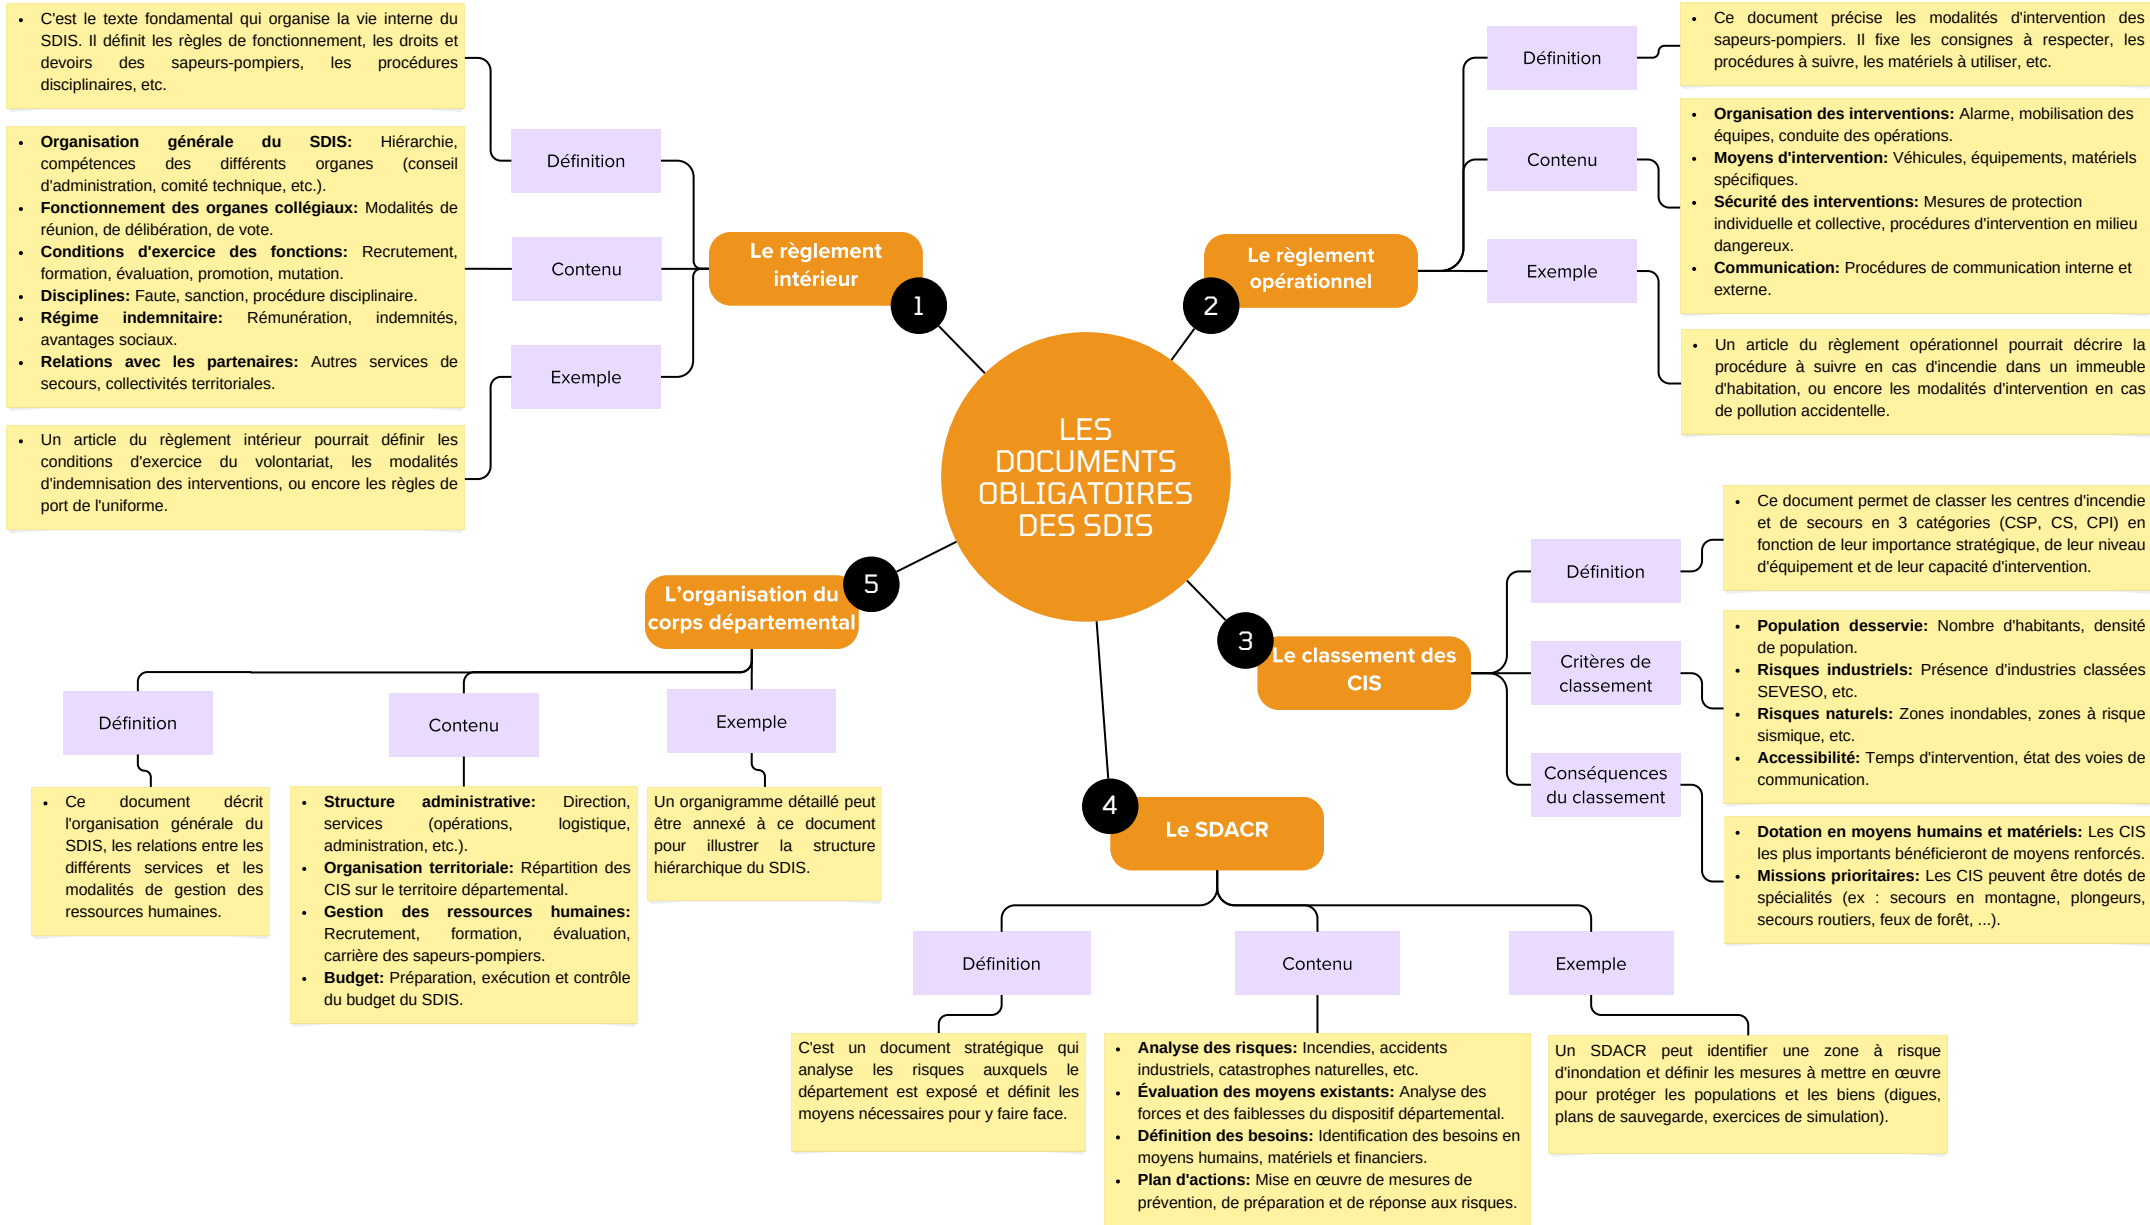 LES
DOCUMENTS
OBLIGATOIRES
DES SDIS
1
Le règlement
intérieur
Définition
• C'est le texte fondamental qui organise la vie interne du
SDIS. Il définit les règles de fonctionnement, les droits et
devoirs des sapeurs-pompiers, les procédures
disciplinaires, etc.
Contenu
• Organisation générale du SDIS: Hiérarchie,
compétences des différents organes (conseil
d'administration, comité technique, etc.).
• Fonctionnement des organes collégiaux: Modalités de
réunion, de délibération, de vote.
• Conditions d'exercice des fonctions: Recrutement,
formation, évaluation, promotion, mutation.
• Disciplines: Faute, sanction, procédure disciplinaire.
• Régime indemnitaire: Rémunération, indemnités,
avantages sociaux.
• Relations avec les partenaires: Autres services de
secours, collectivités territoriales.
Exemple
• Un article du règlement intérieur pourrait définir les
conditions d'exercice du volontariat, les modalités
d'indemnisation des interventions, ou encore les règles de
port de l'uniforme.
2
Le règlement
opérationnel
Définition
• Ce document précise les modalités d'intervention des
sapeurs-pompiers. Il fixe les consignes à respecter, les
procédures à suivre, les matériels à utiliser, etc.
Contenu
• Organisation des interventions: Alarme, mobilisation des
équipes, conduite des opérations.
• Moyens d'intervention: Véhicules, équipements, matériels
spécifiques.
• Sécurité des interventions: Mesures de protection
individuelle et collective, procédures d'intervention en milieu
dangereux.
• Communication: Procédures de communication interne et
externe.
Exemple
• Un article du règlement opérationnel pourrait décrire la
procédure à suivre en cas d'incendie dans un immeuble
d'habitation, ou encore les modalités d'intervention en cas
de pollution accidentelle.
3
Le classement des
CIS
Définition
• Ce document permet de classer les centres d'incendie
et de secours en 3 catégories (CSP, CS, CPI) en
fonction de leur importance stratégique, de leur niveau
d'équipement et de leur capacité d'intervention.
Critères de
classement
• Population desservie: Nombre d'habitants, densité
de population.
• Risques industriels: Présence d'industries classées
SEVESO, etc.
• Risques naturels: Zones inondables, zones à risque
sismique, etc.
• Accessibilité: Temps d'intervention, état des voies de
communication.
Conséquences
du classement
• Dotation en moyens humains et matériels: Les CIS
les plus importants bénéficieront de moyens renforcés.
• Missions prioritaires: Les CIS peuvent être dotés de
spécialités (ex : secours en montagne, plongeurs,
secours routiers, feux de forêt, ...).
4
Le SDACR
Définition
C'est un document stratégique qui
analyse les risques auxquels le
département est exposé et définit les
moyens nécessaires pour y faire face.
Contenu
• Analyse des risques: Incendies, accidents
industriels, catastrophes naturelles, etc.
• Évaluation des moyens existants: Analyse des
forces et des faiblesses du dispositif départemental.
• Définition des besoins: Identification des besoins en
moyens humains, matériels et financiers.
• Plan d'actions: Mise en œuvre de mesures de
prévention, de préparation et de réponse aux risques.
Exemple
Un SDACR peut identifier une zone à risque
d'inondation et définir les mesures à mettre en œuvre
pour protéger les populations et les biens (digues,
plans de sauvegarde, exercices de simulation).
5
L'organisation du
corps départemental
Définition
• Ce document décrit
l'organisation générale du
SDIS, les relations entre les
différents services et les
modalités de gestion des
ressources humaines.
Contenu
• Structure administrative: Direction,
services (opérations, logistique,
administration, etc.).
• Organisation territoriale: Répartition des
CIS sur le territoire départemental.
• Gestion des ressources humaines:
Recrutement, formation, évaluation,
carrière des sapeurs-pompiers.
• Budget: Préparation, exécution et contrôle
du budget du SDIS.
Exemple
Un organigramme détaillé peut
être annexé à ce document
pour illustrer la structure
hiérarchique du SDIS.